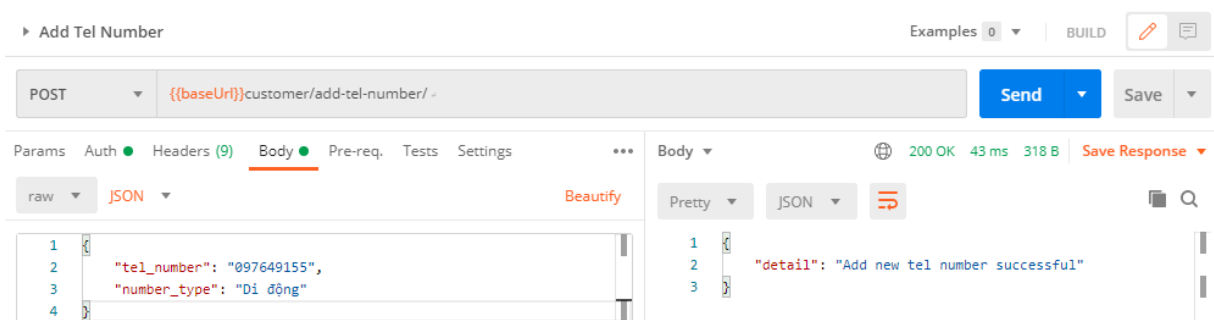 Add Tel Number
Examples 0
BUILD
POST
{{baseUrl}}customer/add-tel-number/
Send
Save
Params Auth Headers (9) Body Pre-req. Tests Settings
raw JSON Beautify
1 {
2 "tel_number": "097649155",
3 "number_type": "Di động"
4 }
Body 200 OK 43 ms 318 B Save Response
Pretty JSON
1 {
2 "detail": "Add new tel number successful"
3 }